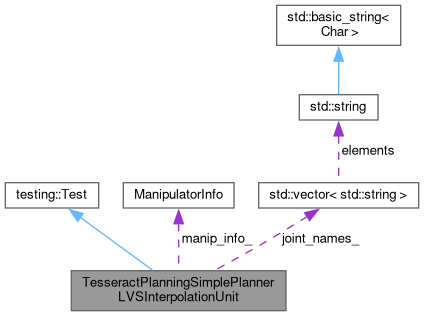 std::basic_string<
Char >
std::string
elements
testing::Test
ManipulatorInfo
std::vector< std::string >
manip_info_
joint_names_
TesseractPlanningSimplePlanner
LVSInterpolationUnit